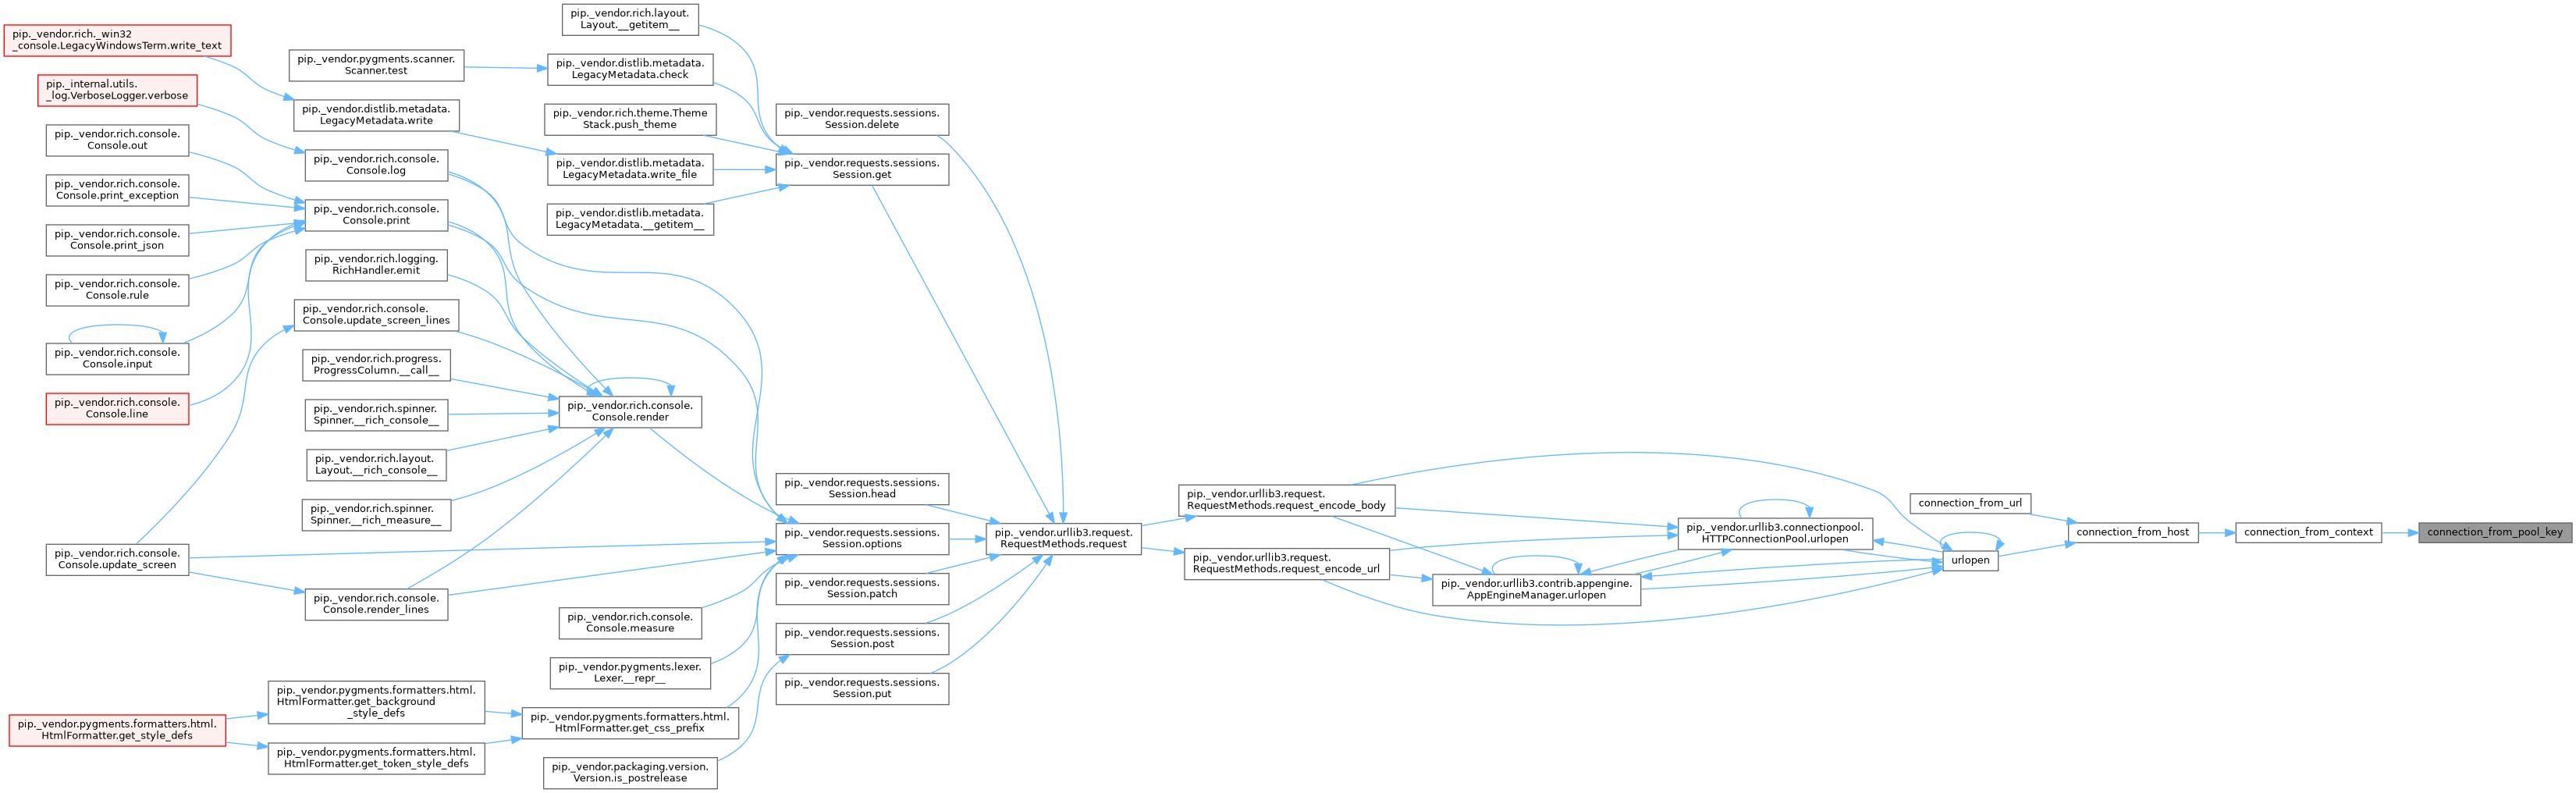 pip._vendor.rich._win32
_console.LegacyWindowsTerm.write_text
pip._internal.utils.
_log.VerboseLogger.verbose
pip._vendor.rich.console.
Console.out
pip._vendor.rich.console.
Console.print_exception
pip._vendor.rich.console.
Console.print_json
pip._vendor.rich.console.
Console.rule
pip._vendor.rich.console.
Console.input
pip._vendor.rich.console.
Console.line
pip._vendor.rich.console.
Console.update_screen
pip._vendor.pygments.formatters.html.
HtmlFormatter.get_style_defs
pip._vendor.pygments.scanner.
Scanner.test
pip._vendor.distlib.metadata.
LegacyMetadata.write
pip._vendor.rich.console.
Console.log
pip._vendor.rich.console.
Console.print
pip._vendor.rich.logging.
RichHandler.emit
pip._vendor.rich.console.
Console.update_screen_lines
pip._vendor.rich.progress.
ProgressColumn.__call__
pip._vendor.rich.spinner.
Spinner.__rich_console__
pip._vendor.rich.layout.
Layout.__rich_console__
pip._vendor.rich.spinner.
Spinner.__rich_measure__
pip._vendor.rich.console.
Console.render_lines
pip._vendor.pygments.formatters.html.
HtmlFormatter.get_background
_style_defs
pip._vendor.pygments.formatters.html.
HtmlFormatter.get_token_style_defs
pip._vendor.rich.layout.
Layout.__getitem__
pip._vendor.distlib.metadata.
LegacyMetadata.check
pip._vendor.rich.theme.Theme
Stack.push_theme
pip._vendor.distlib.metadata.
LegacyMetadata.write_file
pip._vendor.distlib.metadata.
LegacyMetadata.__getitem__
pip._vendor.rich.console.
Console.render
pip._vendor.rich.console.
Console.measure
pip._vendor.pygments.lexer.
Lexer.__repr__
pip._vendor.pygments.formatters.html.
HtmlFormatter.get_css_prefix
pip._vendor.packaging.version.
Version.is_postrelease
pip._vendor.requests.sessions.
Session.delete
pip._vendor.requests.sessions.
Session.get
pip._vendor.requests.sessions.
Session.head
pip._vendor.requests.sessions.
Session.options
pip._vendor.requests.sessions.
Session.patch
pip._vendor.requests.sessions.
Session.post
pip._vendor.requests.sessions.
Session.put
pip._vendor.urllib3.request.
RequestMethods.request
pip._vendor.urllib3.request.
RequestMethods.request_encode_body
pip._vendor.urllib3.request.
RequestMethods.request_encode_url
pip._vendor.urllib3.connectionpool.
HTTPConnectionPool.urlopen
pip._vendor.urllib3.contrib.appengine.
AppEngineManager.urlopen
connection_from_url
urlopen
connection_from_host
connection_from_context
connection_from_pool_key